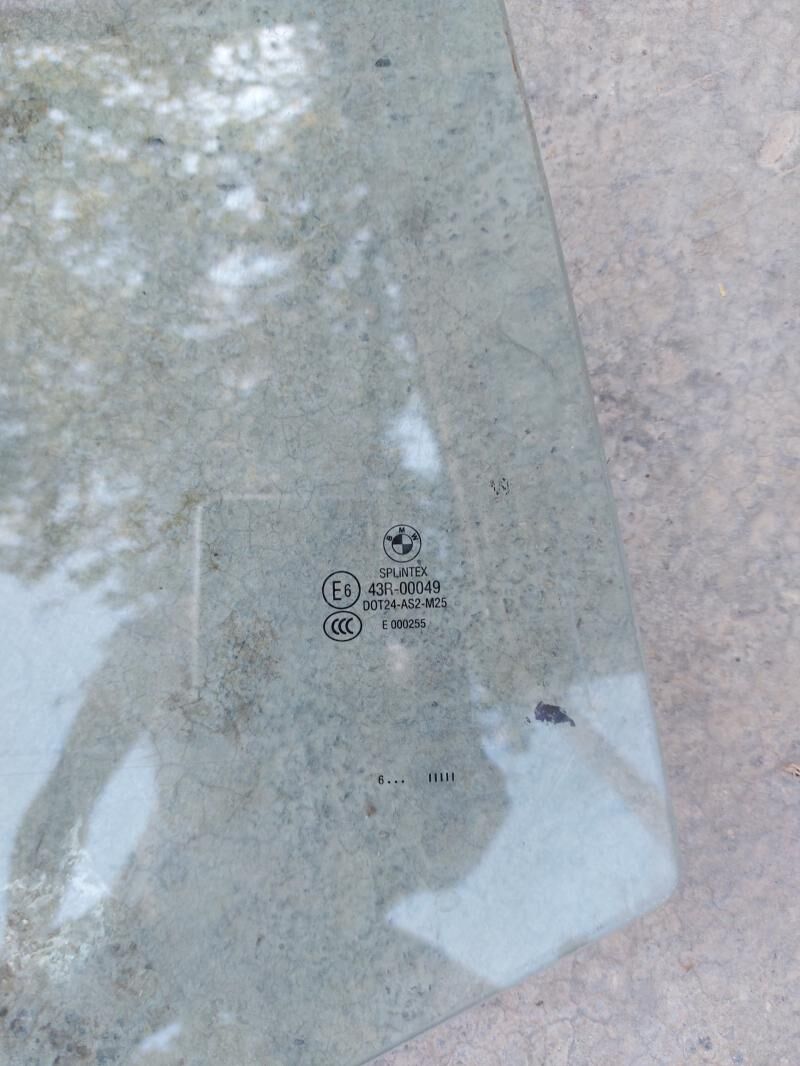 BMW
SPLiNTEX
E6 43R-00049
DOT24-AS2-M25
CCC E 000255
6... IIIII